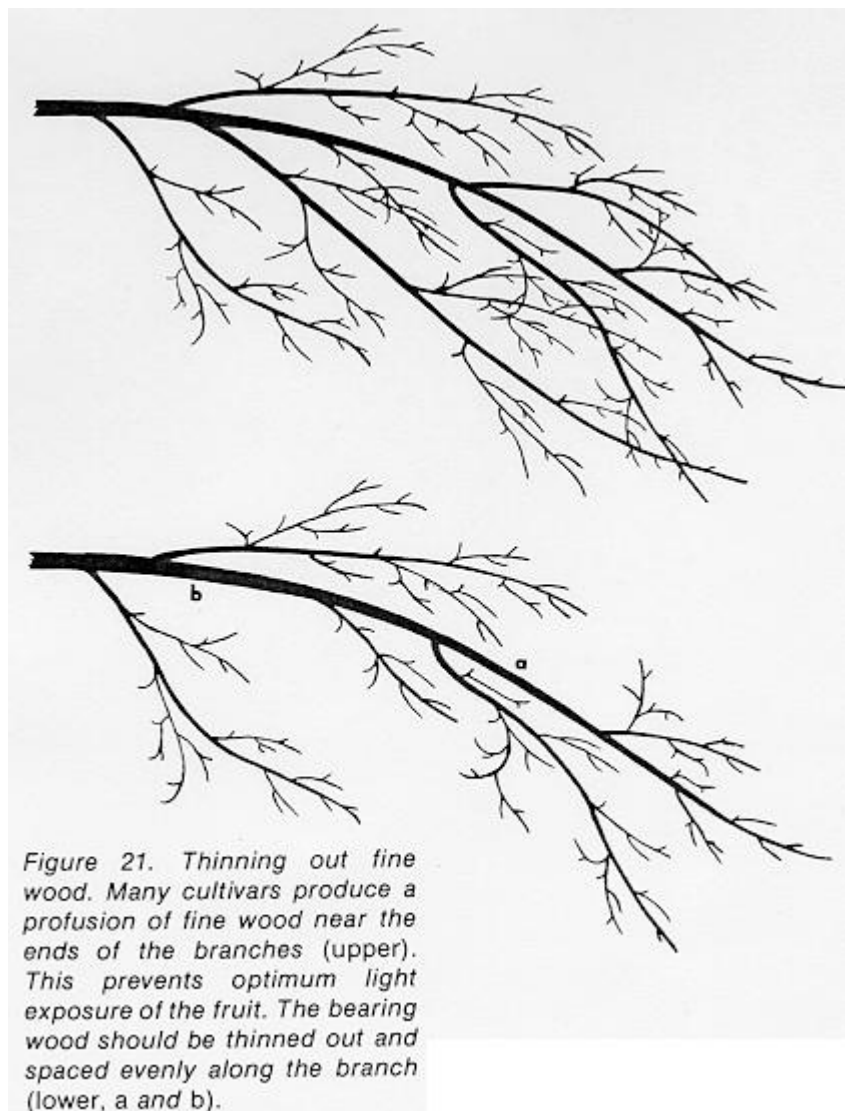 b
a
Figure 21. Thinning out fine
wood. Many cultivars produce a
profusion of fine wood near the
ends of the branches (upper).
This prevents optimum light
exposure of the fruit. The bearing
wood should be thinned out and
spaced evenly along the branch
(lower, a and b).